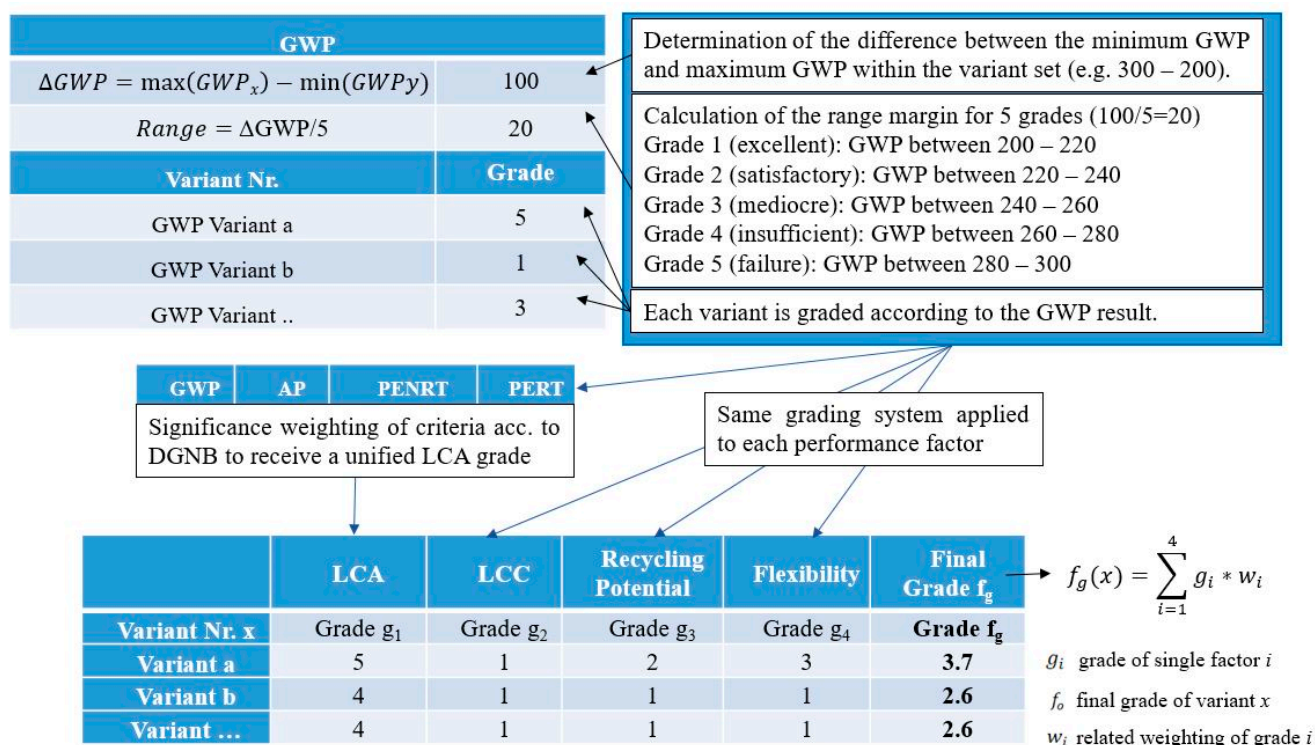 GWP
ΔGWP = max(GWPₓ) − min(GWPy) 100
Range = ΔGWP/5 20
Variant Nr. Grade
GWP Variant a 5
GWP Variant b 1
GWP Variant .. 3
Determination of the difference between the minimum GWP
and maximum GWP within the variant set (e.g. 300 – 200).
Calculation of the range margin for 5 grades (100/5=20)
Grade 1 (excellent): GWP between 200 – 220
Grade 2 (satisfactory): GWP between 220 – 240
Grade 3 (mediocre): GWP between 240 – 260
Grade 4 (insufficient): GWP between 260 – 280
Grade 5 (failure): GWP between 280 – 300
Each variant is graded according to the GWP result.
GWP AP PENRT PERT
Significance weighting of criteria acc. to
DGNB to receive a unified LCA grade
Same grading system applied
to each performance factor
LCA LCC Recycling Potential Flexibility Final Grade f_g
Variant Nr. x Grade g₁ Grade g₂ Grade g₃ Grade g₄ Grade f_g
Variant a 5 1 2 3 3.7
Variant b 4 1 1 1 2.6
Variant ... 4 1 1 1 2.6
f_g(x) = ∑_{i=1}^{4} g_i * w_i
g_i grade of single factor i
f_o final grade of variant x
w_i related weighting of grade i